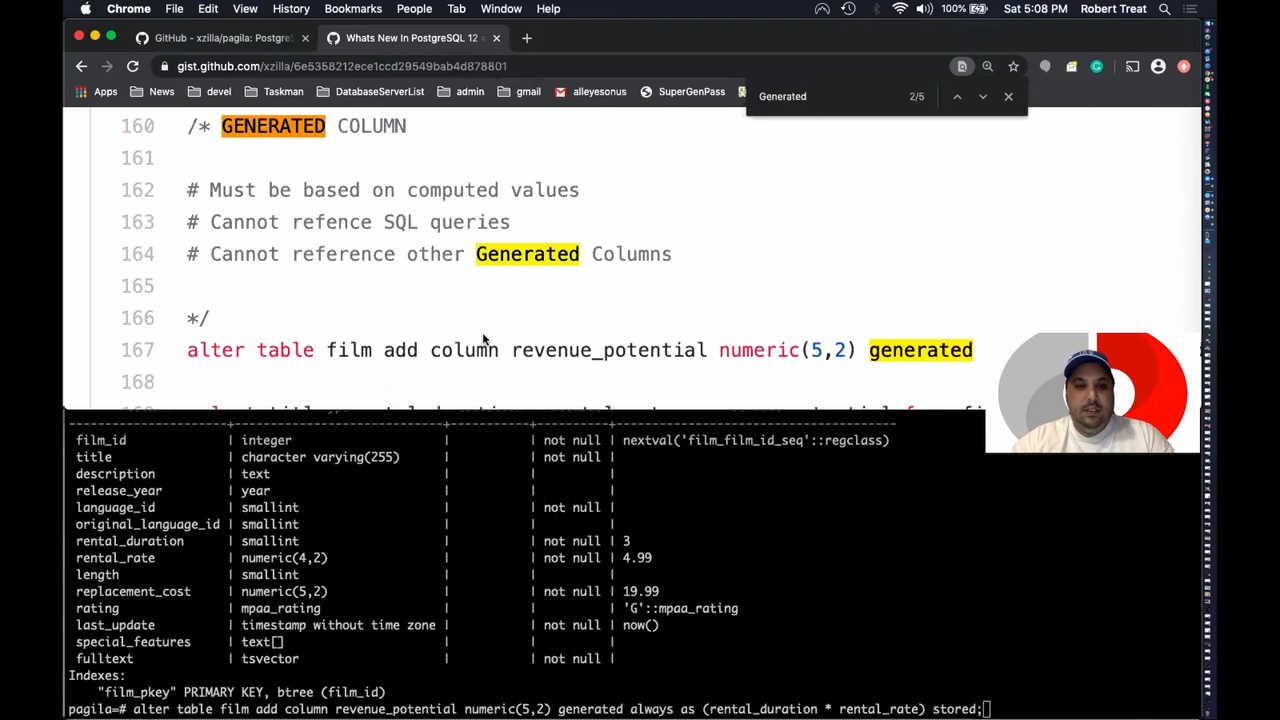 Chrome File Edit View History Bookmarks People Tab Window Help 100% Sat 5:08 PM Robert Treat
GitHub - xzilla/pagila: Postgre Whats New In PostgreSQL 12
gist.github.com/xzilla/6e5358212ece1ccd29549bab4d878801
Apps News devel DatabaseServerList admin gmail alleyesonus SuperGenPass
Generated 2/5
160 /* GENERATED COLUMN
161
162 # Must be based on computed values
163 # Cannot refence SQL queries
164 # Cannot reference other Generated Columns
165
166 */
167 alter table film add column revenue_potential numeric(5,2) generated
168
film_id | integer | | not null | nextval('film_film_id_seq'::regclass)
title | character varying(255) | | not null |
description | text | | |
release_year | year | | |
language_id | smallint | | not null |
original_language_id | smallint | | |
rental_duration | smallint | | not null | 3
rental_rate | numeric(4,2) | | not null | 4.99
length | smallint | | |
replacement_cost | numeric(5,2) | | not null | 19.99
rating | mpaa_rating | | | 'G'::mpaa_rating
last_update | timestamp without time zone | | not null | now()
special_features | text[] | | |
fulltext | tsvector | | not null |
Indexes:
"film_pkey" PRIMARY KEY, btree (film_id)
pagila=# alter table film add column revenue_potential numeric(5,2) generated always as (rental_duration * rental_rate) stored;